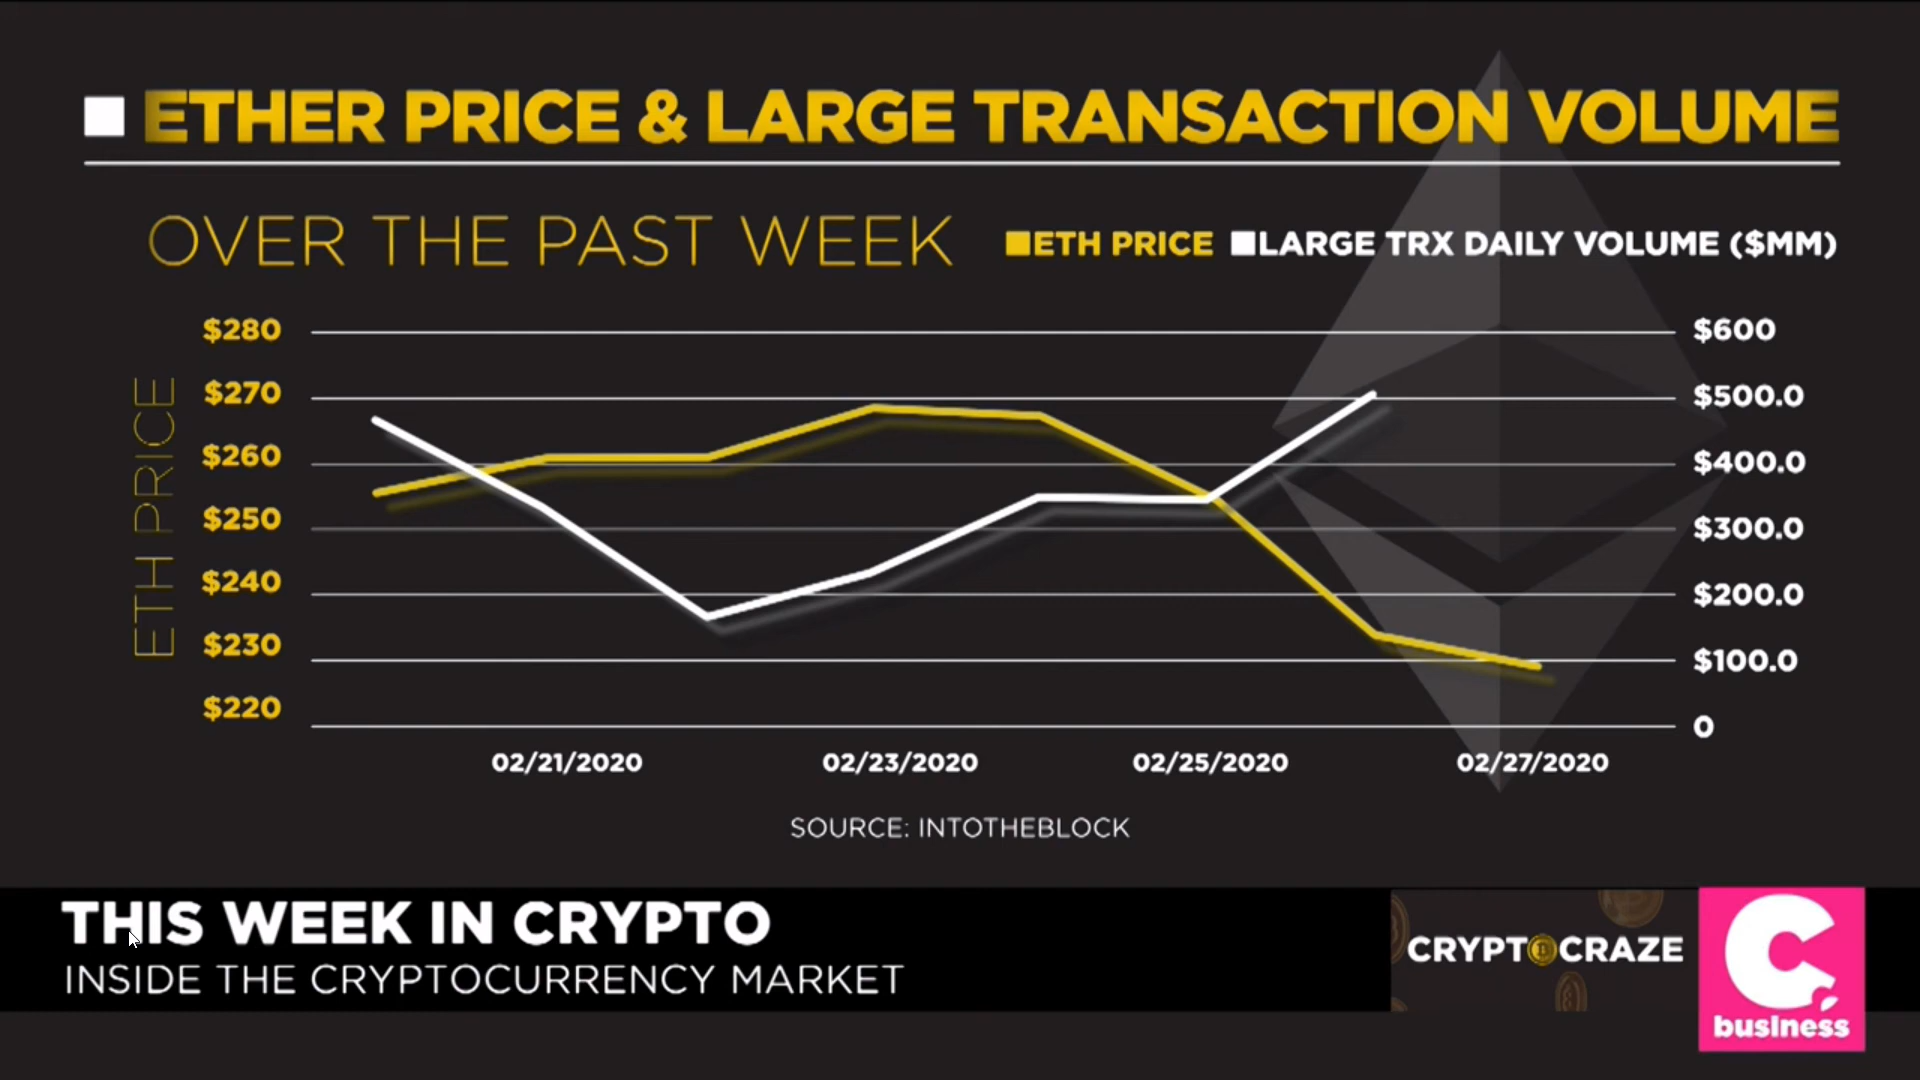 ETHER PRICE & LARGE TRANSACTION VOLUME
OVER THE PAST WEEK
ETH PRICE
LARGE TRX DAILY VOLUME ($MM)
ETH PRICE
$280
$270
$260
$250
$240
$230
$220
$600
$500.0
$400.0
$300.0
$200.0
$100.0
0
02/21/2020
02/23/2020
02/25/2020
02/27/2020
SOURCE: INTOTHEBLOCK
THIS WEEK IN CRYPTO
INSIDE THE CRYPTOCURRENCY MARKET
CRYPTOCRAZE
C
business